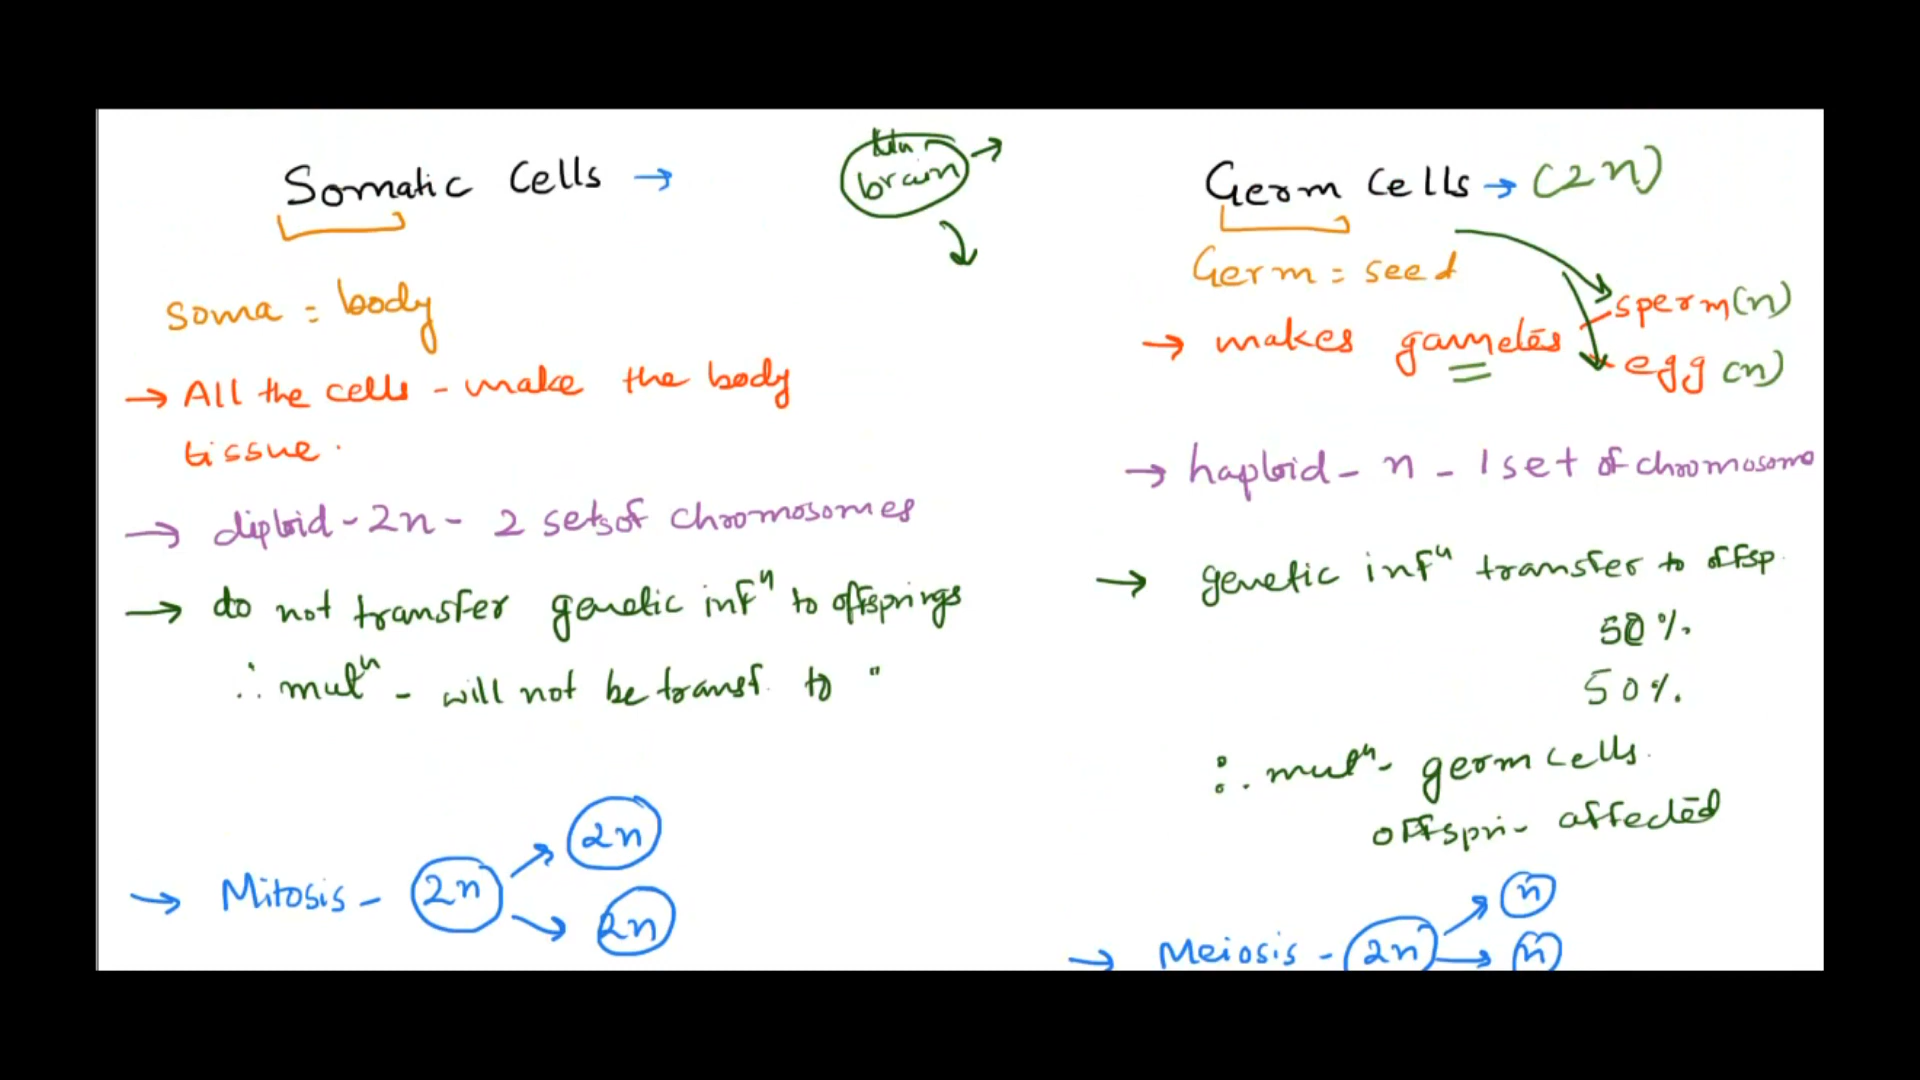 Somatic Cells →
soma = body
→ All the cells - make the body
tissue.
→ diploid - 2n - 2 sets of chromosomes
→ do not transfer genetic infⁿ to offsprings
∴ mutⁿ - will not be transf. to "
→ Mitosis - 2n
2n
2n
brain
Germ Cells → (2n)
Germ = seed
→ makes gametes
sperm (n)
egg (n)
→ haploid - n - 1 set of chromosome
→ genetic infⁿ transfer to offsp.
50%.
50%.
∴ mutⁿ - germ cells.
offspri- affected
→ Meiosis - 2n
n
n